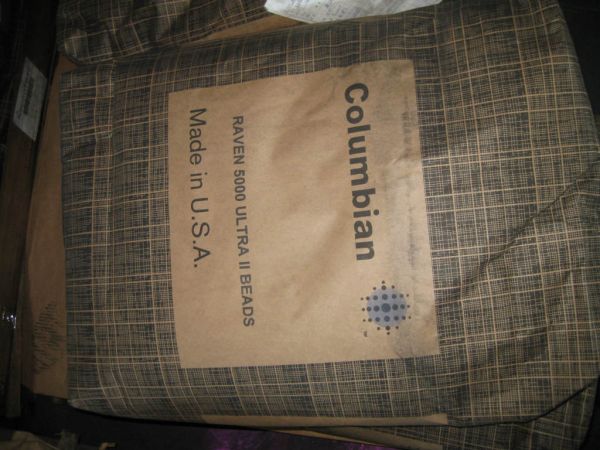 Columbian
RAVEN 5000 ULTRA II BEADS
Made in U.S.A.